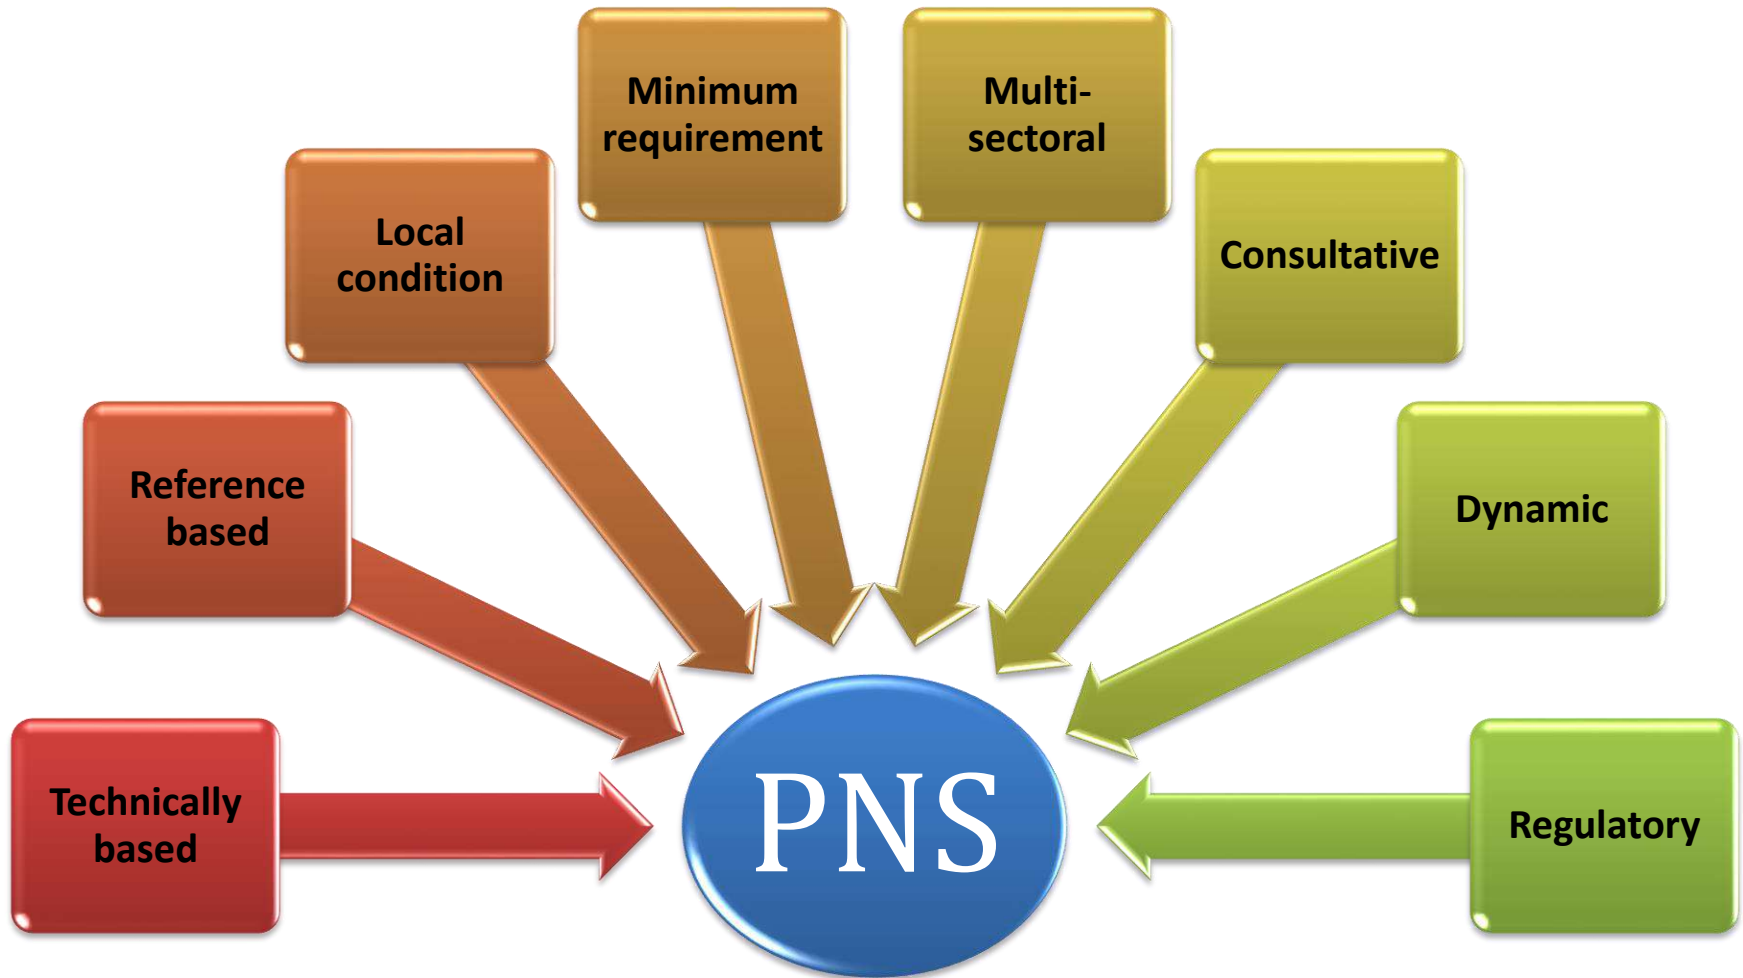 Technically
based
Reference
based
Local
condition
Minimum
requirement
Multi-
sectoral
Consultative
Dynamic
Regulatory
PNS